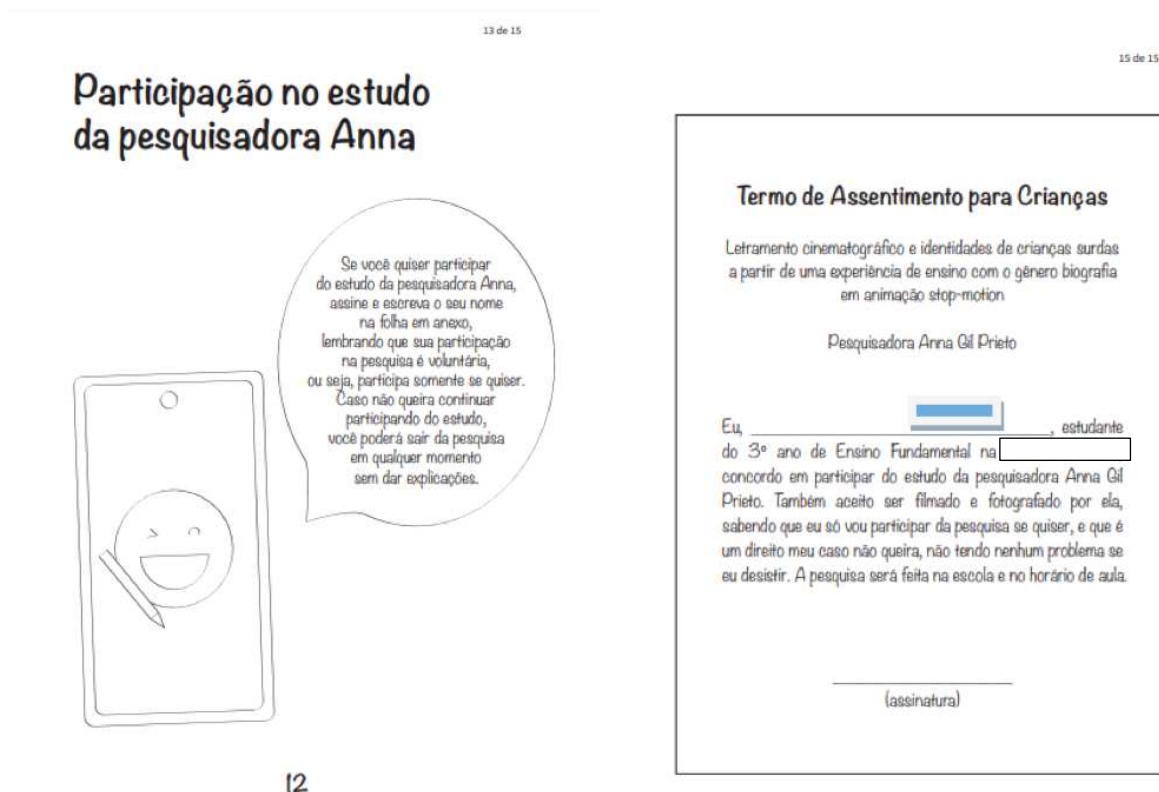 13 de 15
Participação no estudo
da pesquisadora Anna
Se você quiser participar
do estudo da pesquisadora Anna,
assine e escreva o seu nome
na folha em anexo,
lembrando que sua participação
na pesquisa é voluntária,
ou seja, participa somente se quiser.
Caso não queira continuar
participando do estudo,
você poderá sair da pesquisa
em qualquer momento
sem dar explicações.
12
15 de 15
Termo de Assentimento para Crianças
Letramento cinematográfico e identidades de crianças surdas
a partir de uma experiência de ensino com o gênero biografia
em animação stop-motion
Pesquisadora Anna Gil Prieto
Eu, ______________________________, estudante
do 3º ano de Ensino Fundamental na
concordo em participar do estudo da pesquisadora Anna Gil
Prieto. Também aceito ser filmado e fotografado por ela,
sabendo que eu só vou participar da pesquisa se quiser, e que é
um direito meu caso não queira, não tendo nenhum problema se
eu desistir. A pesquisa será feita na escola e no horário de aula.
(assinatura)